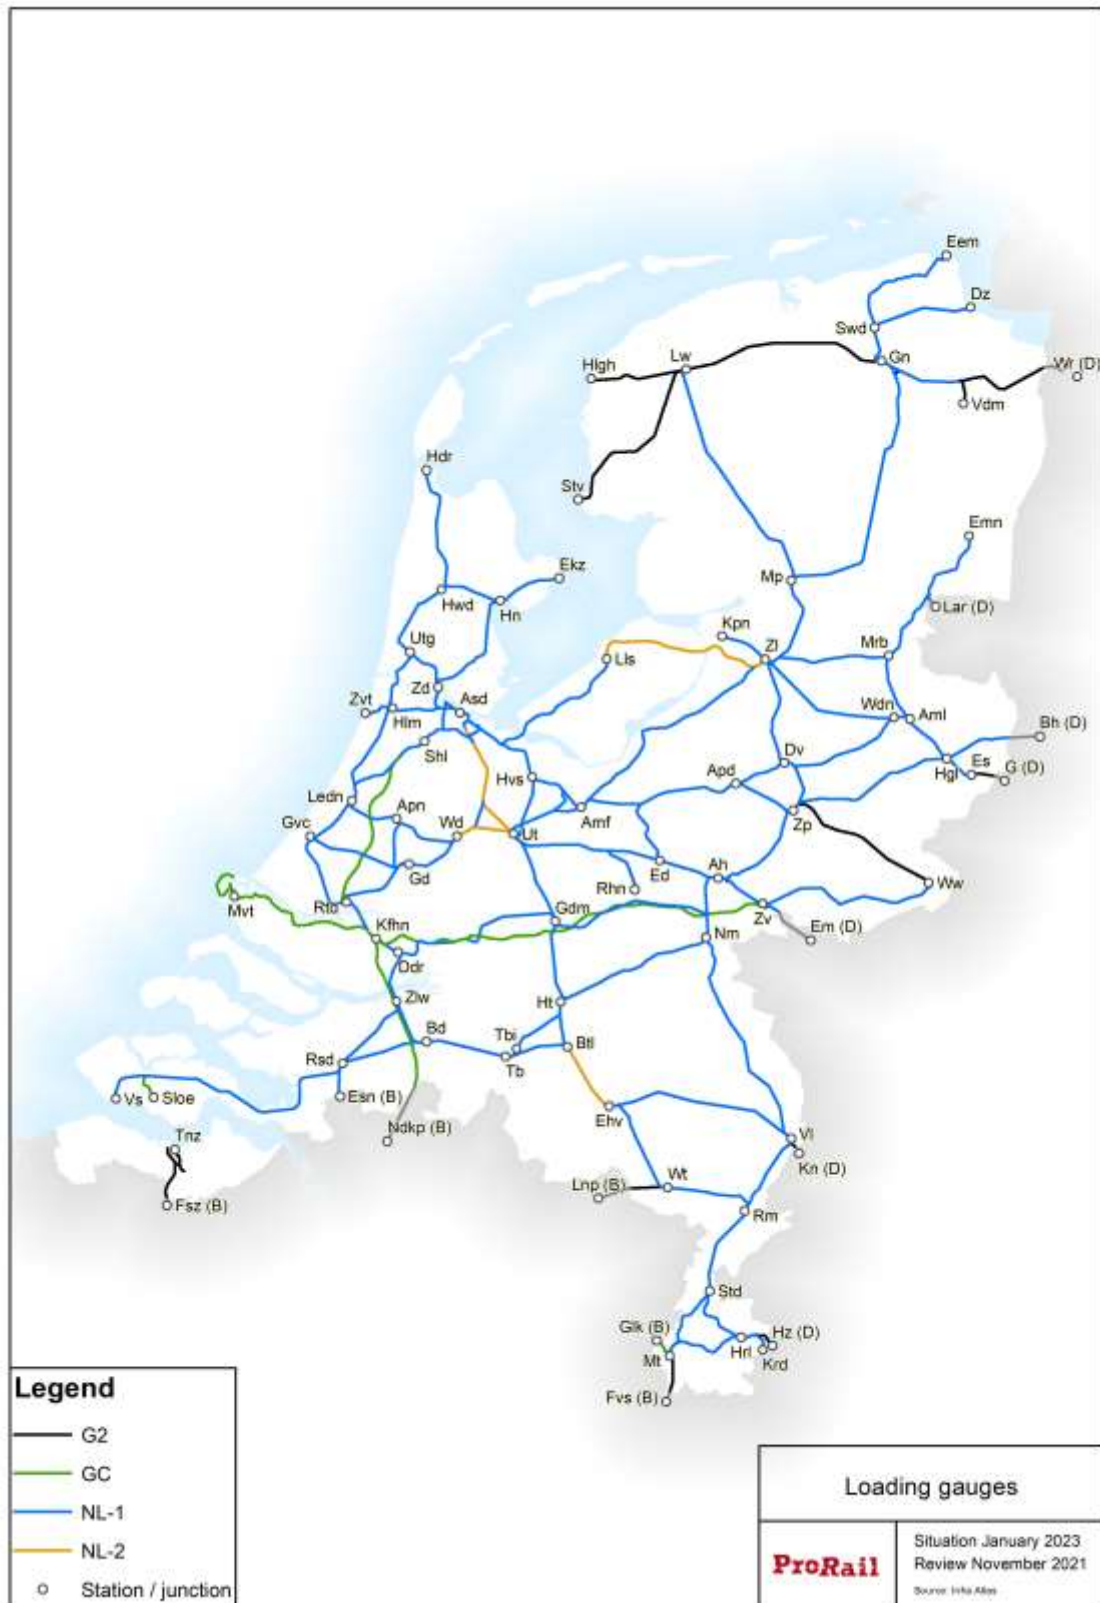 Eem
Dz
Swd
Gn
Lw
Hlgh
Wr (D)
Vdm
Hdr
Stv
Emn
Ekz
Mp
Hwd
Hn
Lar (D)
Kpn
Utg
Zl
Mrb
Lls
Zd
Zvt
Asd
Hlm
Wdn
Aml
Bh (D)
Shl
Dv
Hgl
Es
G (D)
Hvs
Apd
Ledn
Apn
Amf
Zp
Gvc
Wd
Ut
Gd
Ed
Ah
Ww
Rhn
Mvt
Rtd
Gdm
Zv
Kfhn
Nm
Em (D)
Ddr
Zlw
Ht
Bd
Tbi
Btl
Rsd
Tb
Vs
Sloe
Esn (B)
Ehv
Ndkp (B)
Tnz
Vl
Kn (D)
Lnp (B)
Wt
Fsz (B)
Rm
Std
Glk (B)
Hz (D)
Mt
Hrl
Krd
Fvs (B)
Legend
G2
GC
NL-1
NL-2
Station / junction
Loading gauges
ProRail
Situation January 2023
Review November 2021
Source: Infra Atlas